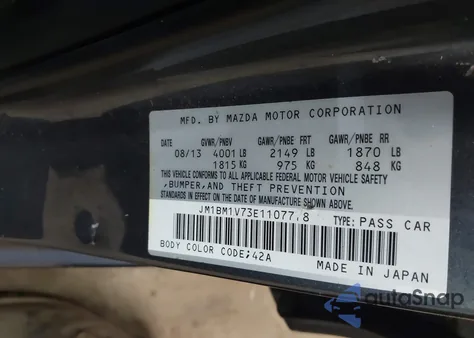 MFD. BY MAZDA MOTOR CORPORATION
08/13 GVWR/PNBV GAWR/PNBE FRT GAWR/PNBE RR
4001 LB 2149 LB 1870 LB
1815 KG 975 KG 848 KG
THIS VEHICLE CONFORMS TO ALL APPLICABLE FEDERAL MOTOR VEHICLE SAFETY
,BUMPER,AND THEFT PREVENTION
STANDARDS IN EFFECT ON THE DATE OF MANUFACTURE SHOWN ABOVE.
JM1BM1V73E11077.8 TYPE: PASS CAR
BODY COLOR CODE;42A MADE IN JAPAN
autoSnap